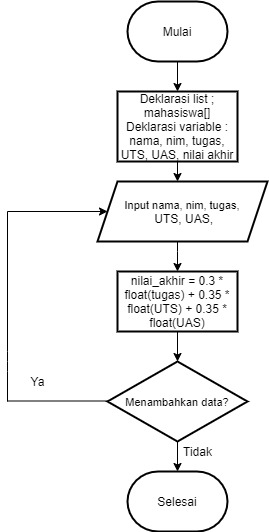 Mulai
Deklarasi list ;
mahasiswa[]
Deklarasi variable :
nama, nim, tugas,
UTS, UAS, nilai akhir
Input nama, nim, tugas,
UTS, UAS,
nilai_akhir = 0.3 *
float(tugas) + 0.35 *
float(UTS) + 0.35 *
float(UAS)
Ya
Menambahkan data?
Tidak
Selesai